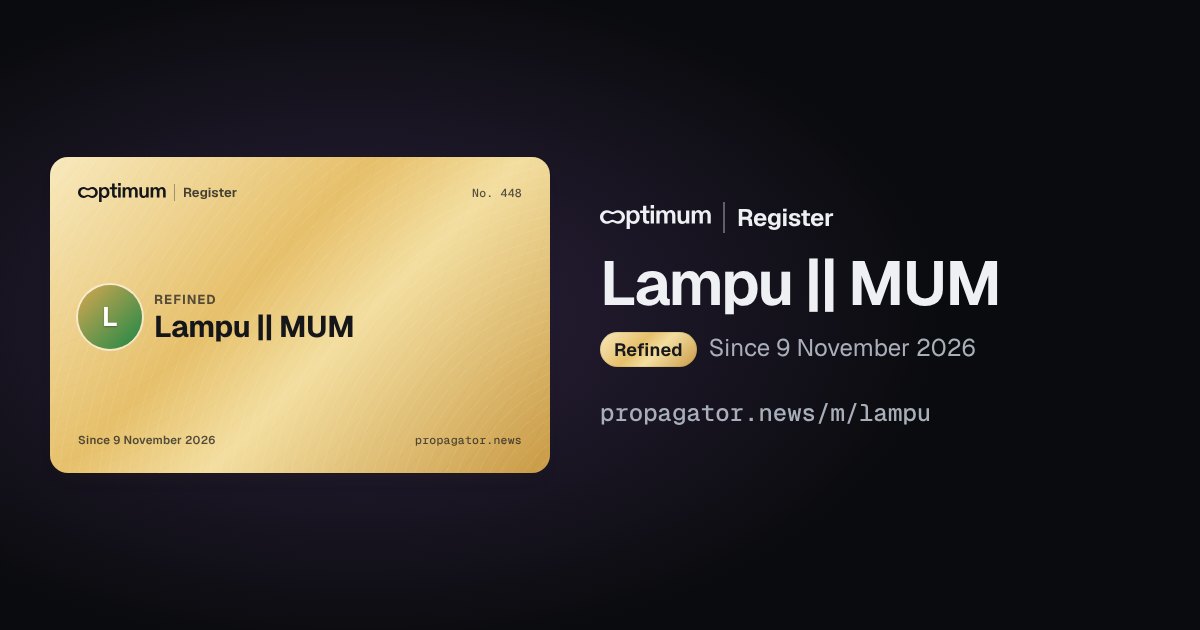 optimum | Register
No. 448
L
REFINED
Lampu || MUM
Since 9 November 2026
propagator.news
optimum | Register
Lampu || MUM
Refined Since 9 November 2026
propagator.news/m/lampu